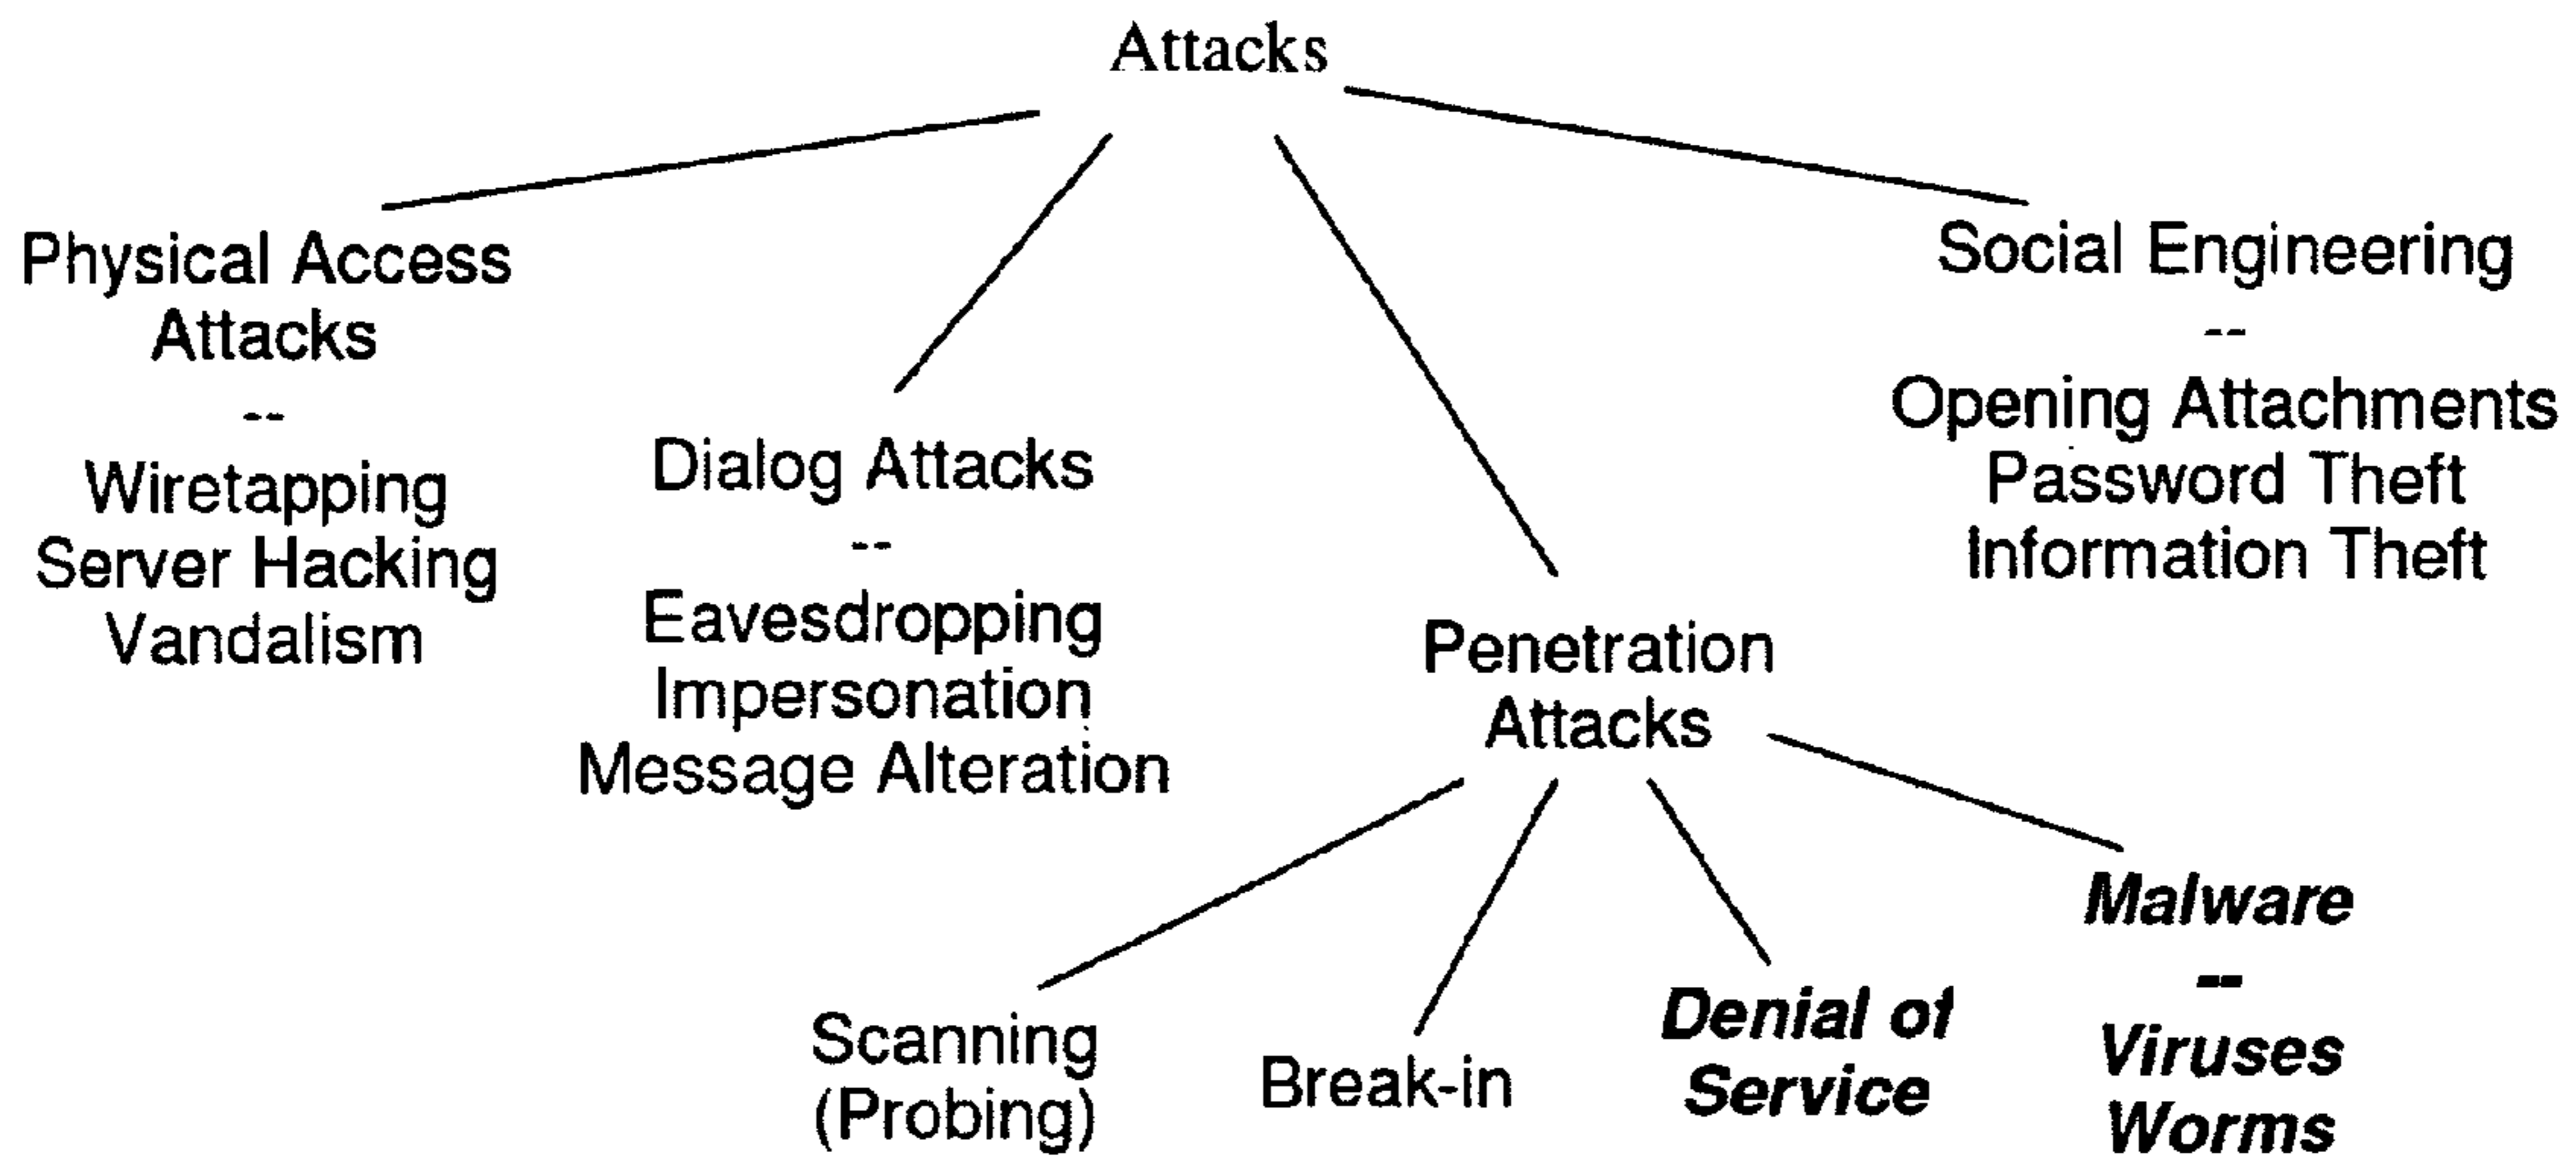 Attacks
Physical Access
Attacks
--
Wiretapping
Server Hacking
Vandalism
Dialog Attacks
--
Eavesdropping
Impersonation
Message Alteration
Penetration
Attacks
Social Engineering
--
Opening Attachments
Password Theft
Information Theft
Scanning
(Probing)
Break-in
Denial of
Service
Malware
--
Viruses
Worms